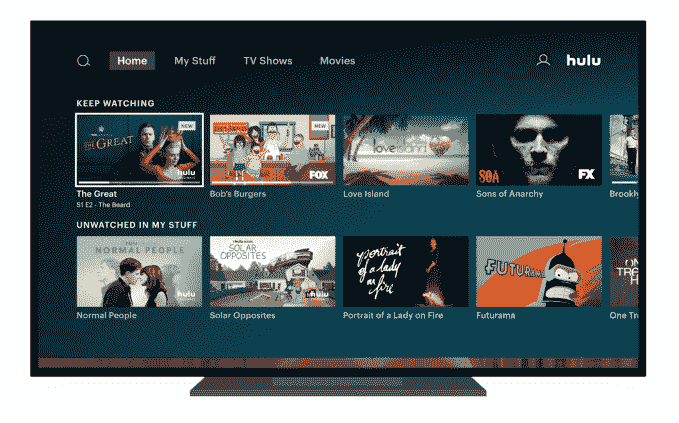 Home My Stuff TV Shows Movies hulu
KEEP WATCHING
THE GREAT NEW hulu
NEW FOX
love island
SOA FX
The Great Bob's Burgers Love Island Sons of Anarchy Brookly
S1 E2 - The Beard
UNWATCHED IN MY STUFF
NORMAL PEOPLE hulu
SOLAR OPPOSITES hulu
portrait of a lady on fire
FUTURAMA
ON
TR
H
Normal People Solar Opposites Portrait of a Lady on Fire Futurama One Tr